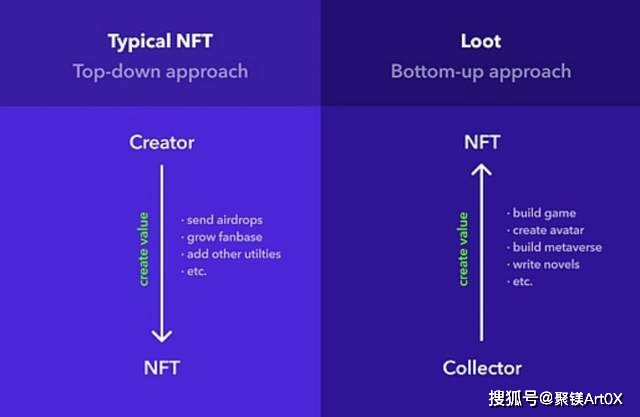 Typical NFT
Top-down approach
Creator
create value
· send airdrops
· grow fanbase
· add other utilties
· etc.
NFT
Loot
Bottom-up approach
NFT
create value
· build game
· create avatar
· build metaverse
· write novels
· etc.
Collector
搜狐号@聚镁Art0X